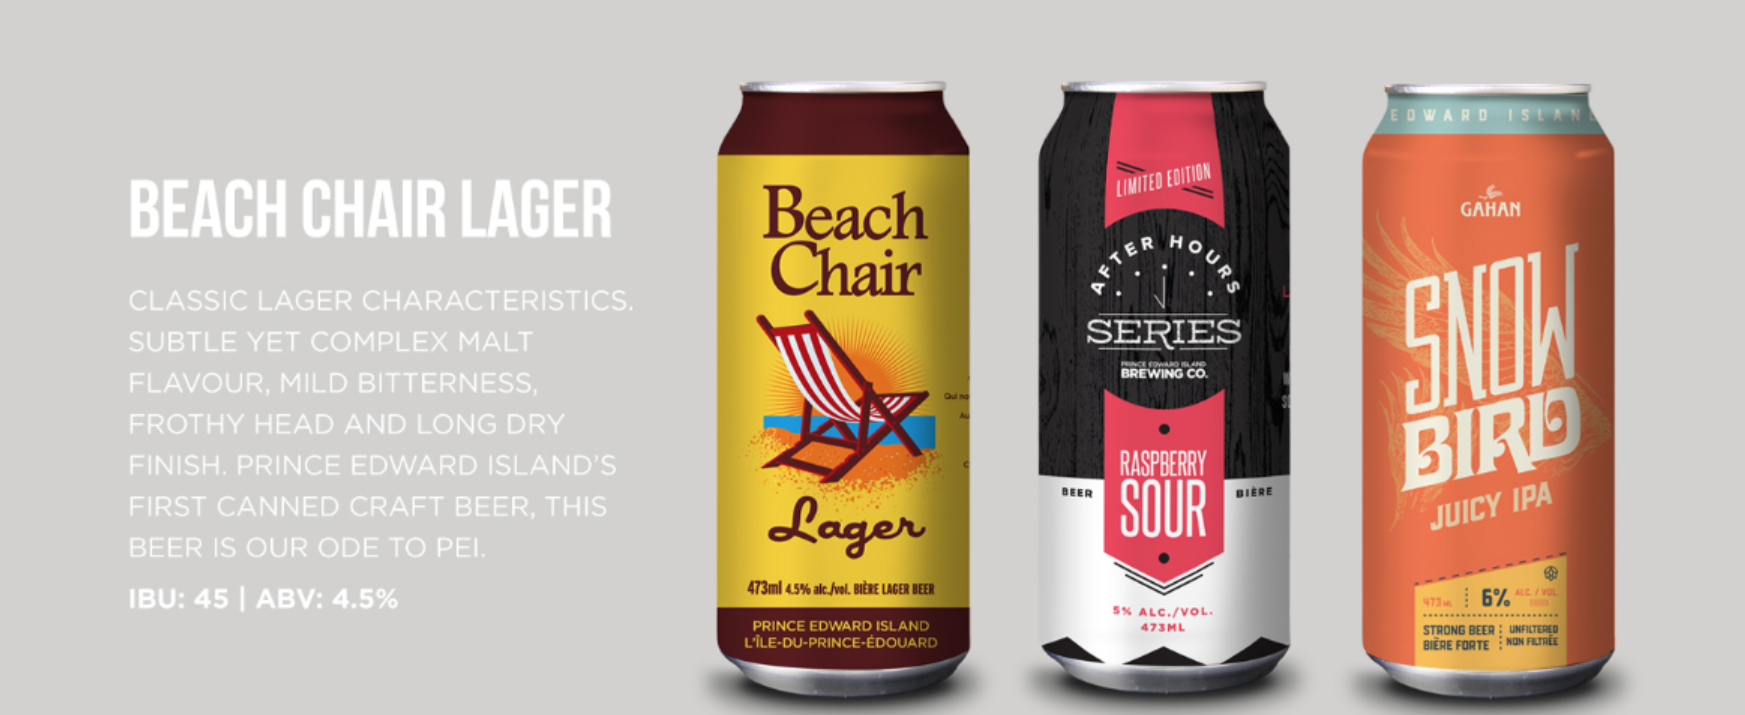 BEACH CHAIR LAGER
CLASSIC LAGER CHARACTERISTICS.
SUBTLE YET COMPLEX MALT
FLAVOUR, MILD BITTERNESS,
FROTHY HEAD AND LONG DRY
FINISH. PRINCE EDWARD ISLAND'S
FIRST CANNED CRAFT BEER, THIS
BEER IS OUR ODE TO PEI.
IBU: 45 | ABV: 4.5%
Beach
Chair
Lager
473ml 4.5% alc./vol. BIÈRE LAGER BEER
PRINCE EDWARD ISLAND
L'ÎLE-DU-PRINCE-ÉDOUARD
Qui
LIMITED EDITION
AFTER HOURS
SERIES
PRINCE EDWARD ISLAND
BREWING CO.
RASPBERRY
SOUR
BEER
BIÈRE
5% ALC./VOL.
473ML
EDWARD ISLAN
GAHAN
SNOW
BIRD
JUICY IPA
473 ML 6% ALC. / VOL.
STRONG BEER
BIÈRE FORTE
UNFILTERED
NON FILTRÉE